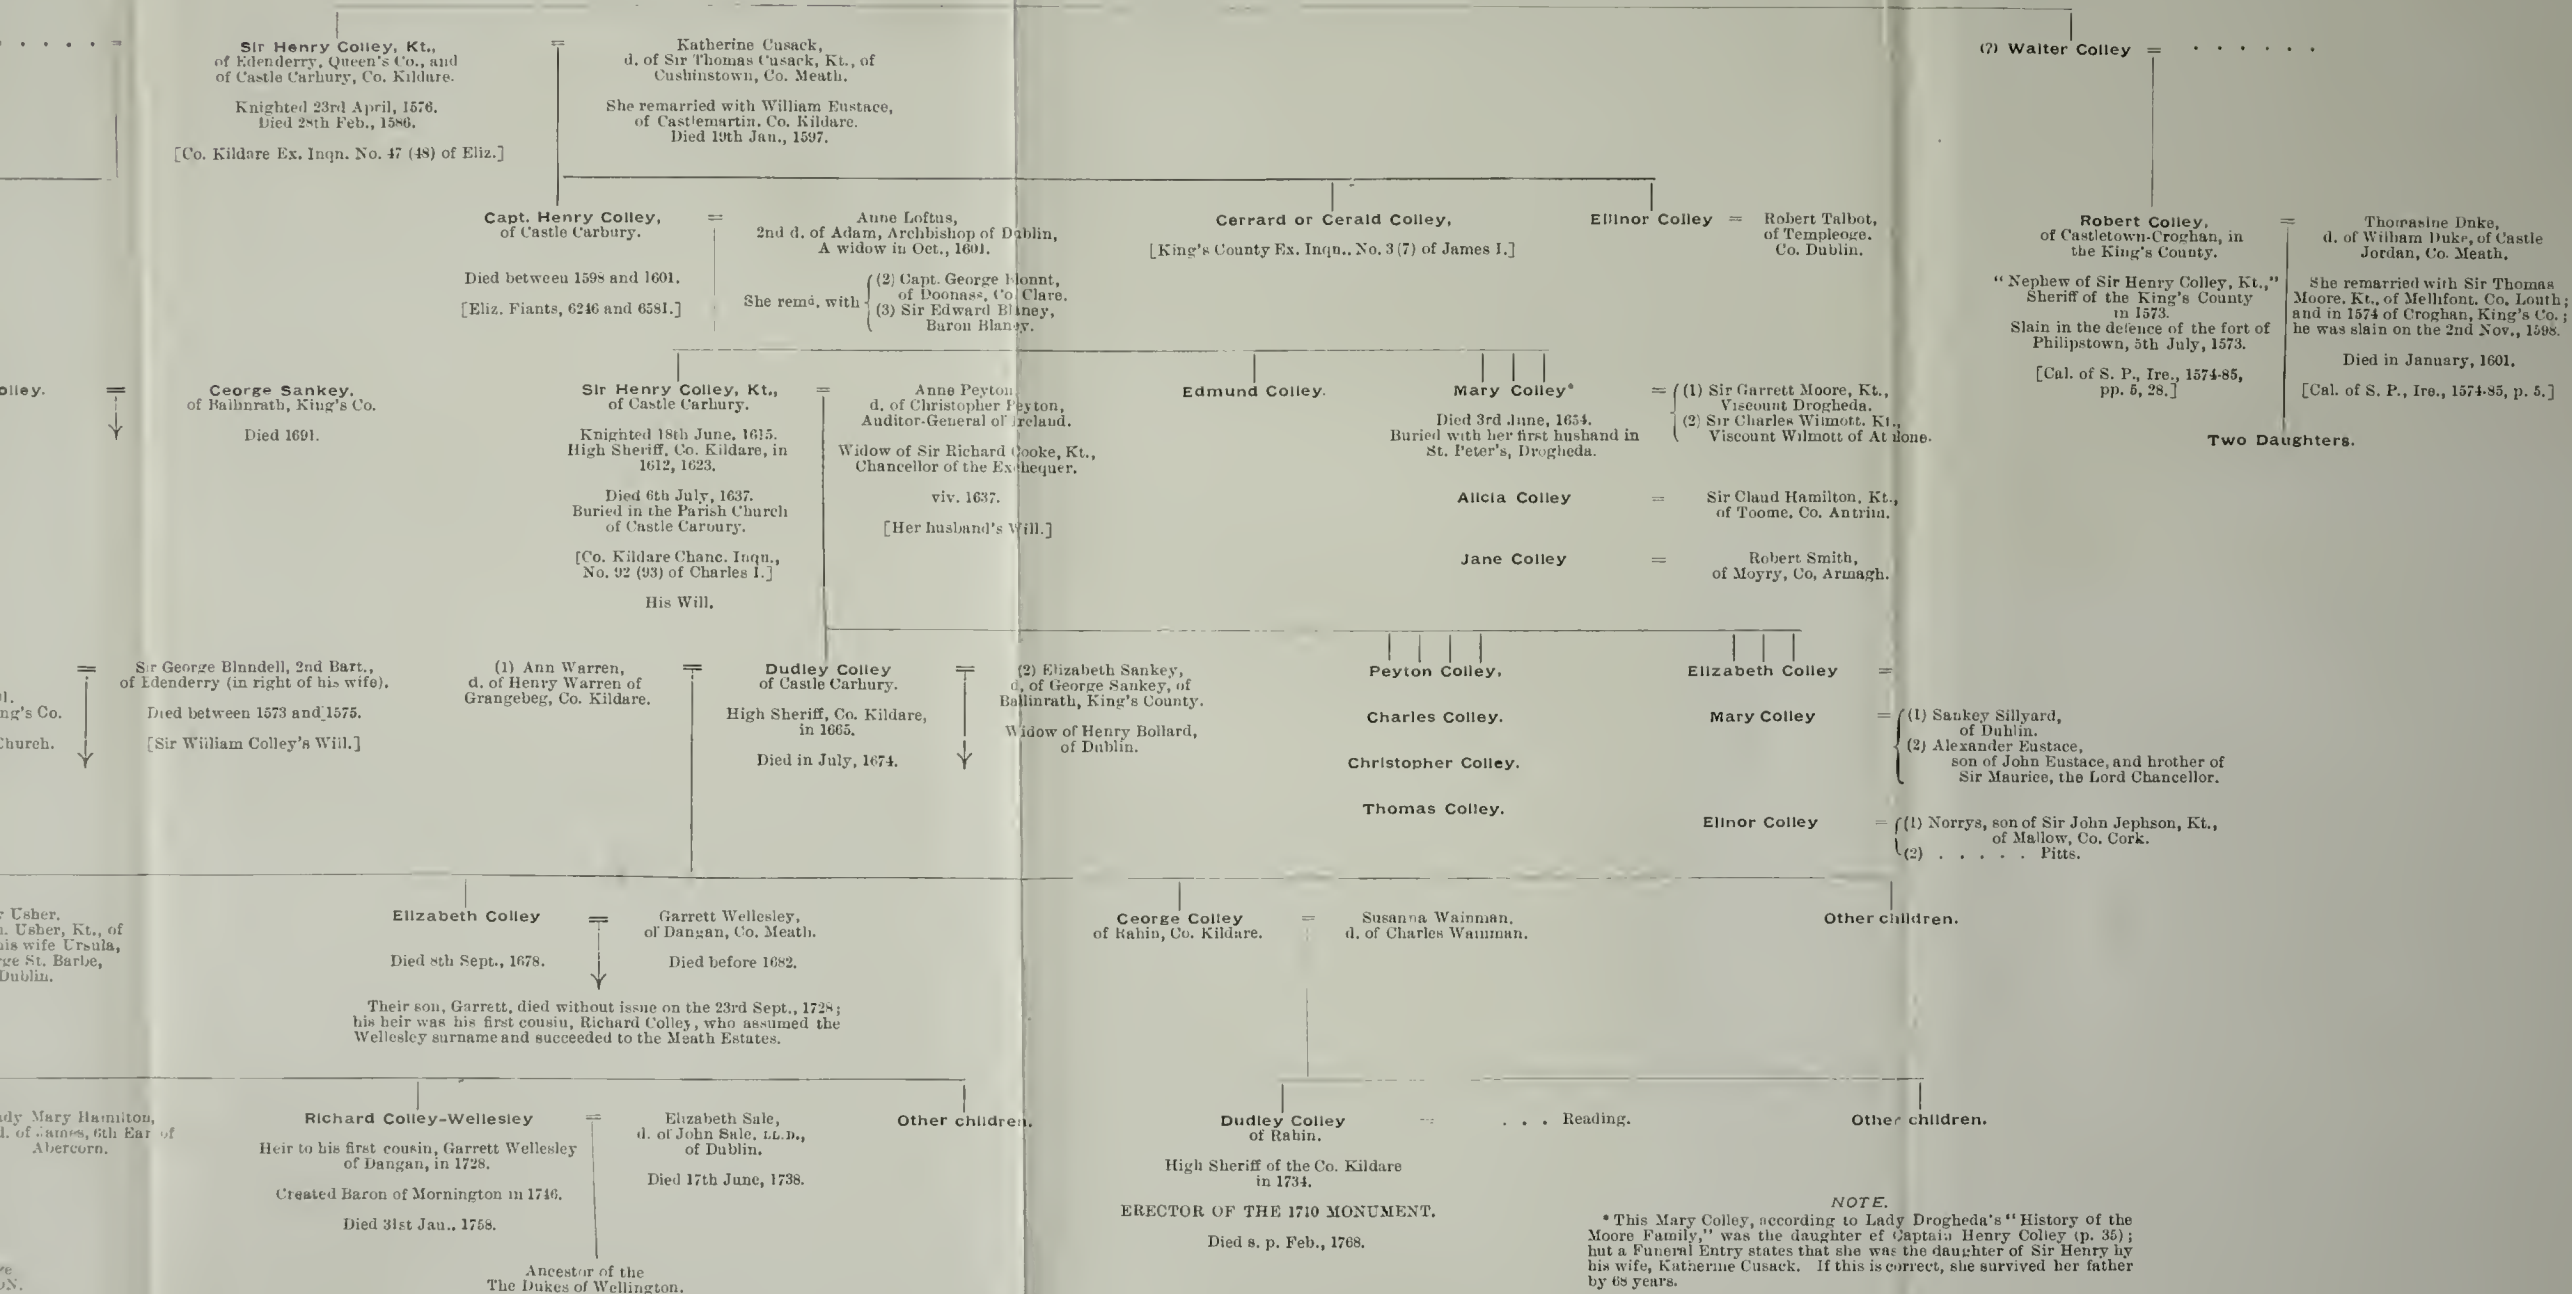 Sir Henry Colley, Kt.,
of Edenderry, Queen's Co., and
of Castle Carbury, Co. Kildare.
Knighted 23rd April, 1576.
Died 28th Feb., 1586.
[Co. Kildare Ex. Inqn. No. 47 (48) of Eliz.]
=
Katherine Cusack,
d. of Sir Thomas Cusack, Kt., of
Cushinstown, Co. Meath.
She remarried with William Eustace,
of Castlemartin, Co. Kildare.
Died 19th Jan., 1597.
(?) Walter Colley = . . . . . .
Capt. Henry Colley,
of Castle Carbury.
Died between 1598 and 1601.
[Eliz. Fiants, 6246 and 6581.]
=
Anne Loftus,
2nd d. of Adam, Archbishop of Dublin,
A widow in Oct., 1601.
She remd. with
(2) Capt. George Blonnt,
of Doonass, Co. Clare.
(3) Sir Edward Blaney,
Baron Blaney.
Gerrard or Gerald Colley,
[King's County Ex. Inqn., No. 3 (7) of James I.]
Ellinor Colley =
Robert Talbot,
of Templeoge,
Co. Dublin.
Robert Colley,
of Castletown-Croghan, in
the King's County.
"Nephew of Sir Henry Colley, Kt.,"
Sheriff of the King's County
in 1573.
Slain in the defence of the fort of
Philipstown, 5th July, 1573.
[Cal. of S. P., Ire., 1574-85,
pp. 5, 28.]
=
Thomasine Duke,
d. of William Duke, of Castle
Jordan, Co. Meath.
She remarried with Sir Thomas
Moore, Kt., of Mellifont, Co. Louth;
and in 1574 of Croghan, King's Co.;
he was slain on the 2nd Nov., 1598.
Died in January, 1601.
[Cal. of S. P., Ire., 1574-85, p. 5.]
Two Daughters.
olley.
=
George Sankey,
of Ballinrath, King's Co.
Died 1691.
Sir Henry Colley, Kt.,
of Castle Carbury.
Knighted 18th June, 1615.
High Sheriff, Co. Kildare, in
1612, 1623.
Died 6th July, 1637.
Buried in the Parish Church
of Castle Carbury.
[Co. Kildare Chanc. Inqn.,
No. 92 (93) of Charles I.]
His Will.
=
Anne Peyton
d. of Christopher Peyton,
Auditor-General of Ireland.
Widow of Sir Richard Cooke, Kt.,
Chancellor of the Exchequer.
viv. 1637.
[Her husband's Will.]
Edmund Colley.
Mary Colley*
Died 3rd June, 1654.
Buried with her first husband in
St. Peter's, Drogheda.
=
(1) Sir Garrett Moore, Kt.,
Viscount Drogheda.
(2) Sir Charles Wilmott, Kt.,
Viscount Wilmott of Athlone.
Alicia Colley =
Sir Claud Hamilton, Kt.,
of Toome, Co. Antrim.
Jane Colley =
Robert Smith,
of Moyry, Co, Armagh.
ng's Co.
Church.
=
Sir George Blundell, 2nd Bart.,
of Edenderry (in right of his wife).
Died between 1573 and 1575.
[Sir William Colley's Will.]
(1) Ann Warren,
d. of Henry Warren of
Grangebeg, Co. Kildare.
=
Dudley Colley
of Castle Carbury.
High Sheriff, Co. Kildare,
in 1665.
Died in July, 1674.
=
(2) Elizabeth Sankey,
d. of George Sankey, of
Ballinrath, King's County.
Widow of Henry Bollard,
of Dublin.
Peyton Colley.
Charles Colley.
Christopher Colley.
Thomas Colley.
Elizabeth Colley =
Mary Colley =
(1) Sankey Sillyard,
of Dublin.
(2) Alexander Eustace,
son of John Eustace, and brother of
Sir Maurice, the Lord Chancellor.
Elinor Colley =
(1) Norrys, son of Sir John Jephson, Kt.,
of Mallow, Co. Cork.
(2) . . . . . Pitts.
Usher,
Usher, Kt., of
his wife Ursula,
rge St. Barbe,
Dublin.
Elizabeth Colley
Died 8th Sept., 1678.
=
Garrett Wellesley,
of Dangan, Co. Meath.
Died before 1682.
Their son, Garrett, died without issue on the 23rd Sept., 1728;
his heir was his first cousin, Richard Colley, who assumed the
Wellesley surname and succeeded to the Meath Estates.
George Colley
of Rahin, Co. Kildare.
=
Susanna Wainman,
d. of Charles Wainman.
Other children.
dy Mary Hamilton,
d. of James, 6th Earl of
Abercorn.
Richard Colley-Wellesley
Heir to his first cousin, Garrett Wellesley
of Dangan, in 1728.
Created Baron of Mornington in 1746.
Died 31st Jan., 1758.
=
Elizabeth Sale,
d. of John Sale, LL.D.,
of Dublin.
Died 17th June, 1738.
Ancestor of the
The Dukes of Wellington.
Other children.
Dudley Colley
of Rahin.
High Sheriff of the Co. Kildare
in 1734.
ERECTOR OF THE 1710 MONUMENT.
Died s. p. Feb., 1768.
=
. . . Reading.
Other children.
NOTE.
* This Mary Colley, according to Lady Drogheda's "History of the
Moore Family," was the daughter of Captain Henry Colley (p. 35);
but a Funeral Entry states that she was the daughter of Sir Henry by
his wife, Katherine Cusack. If this is correct, she survived her father
by 68 years.